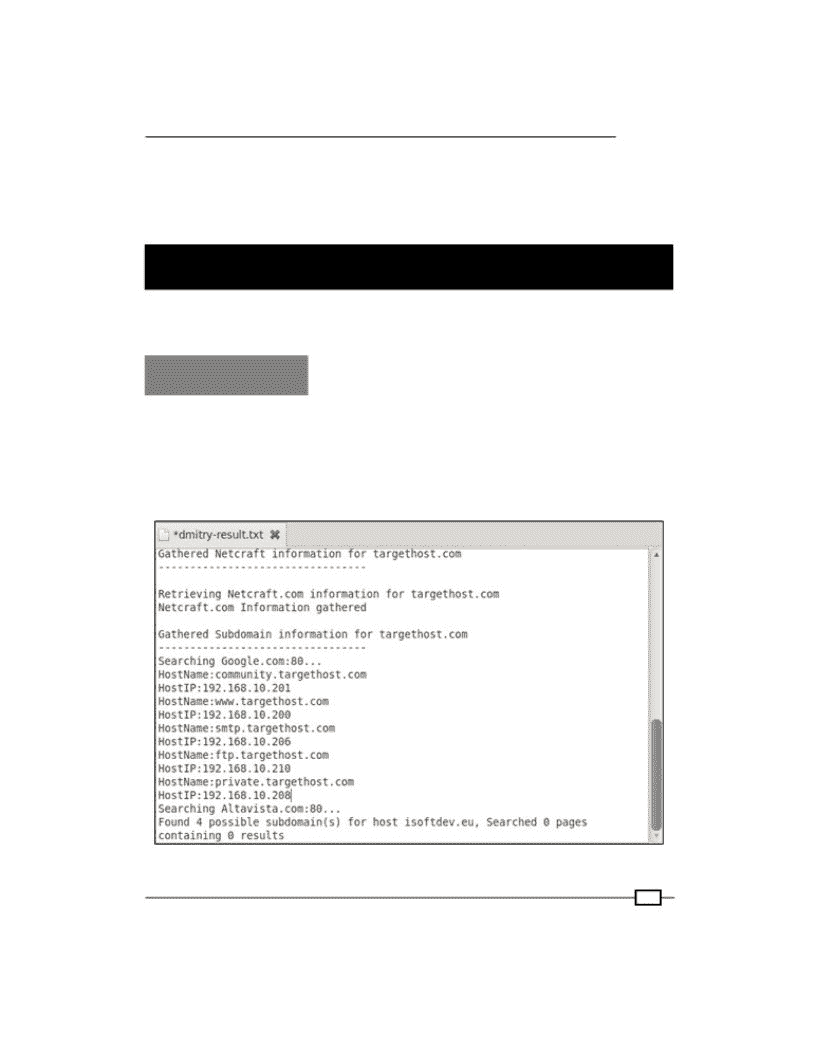 *dmitry-result.txt
Gathered Netcraft information for targethost.com
---------------------------------
Retrieving Netcraft.com information for targethost.com
Netcraft.com Information gathered
Gathered Subdomain information for targethost.com
---------------------------------
Searching Google.com:80...
HostName:community.targethost.com
HostIP:192.168.10.201
HostName:www.targethost.com
HostIP:192.168.10.200
HostName:smtp.targethost.com
HostIP:192.168.10.206
HostName:ftp.targethost.com
HostIP:192.168.10.210
HostName:private.targethost.com
HostIP:192.168.10.208
Searching Altavista.com:80...
Found 4 possible subdomain(s) for host isoftdev.eu, Searched 0 pages
containing 0 results